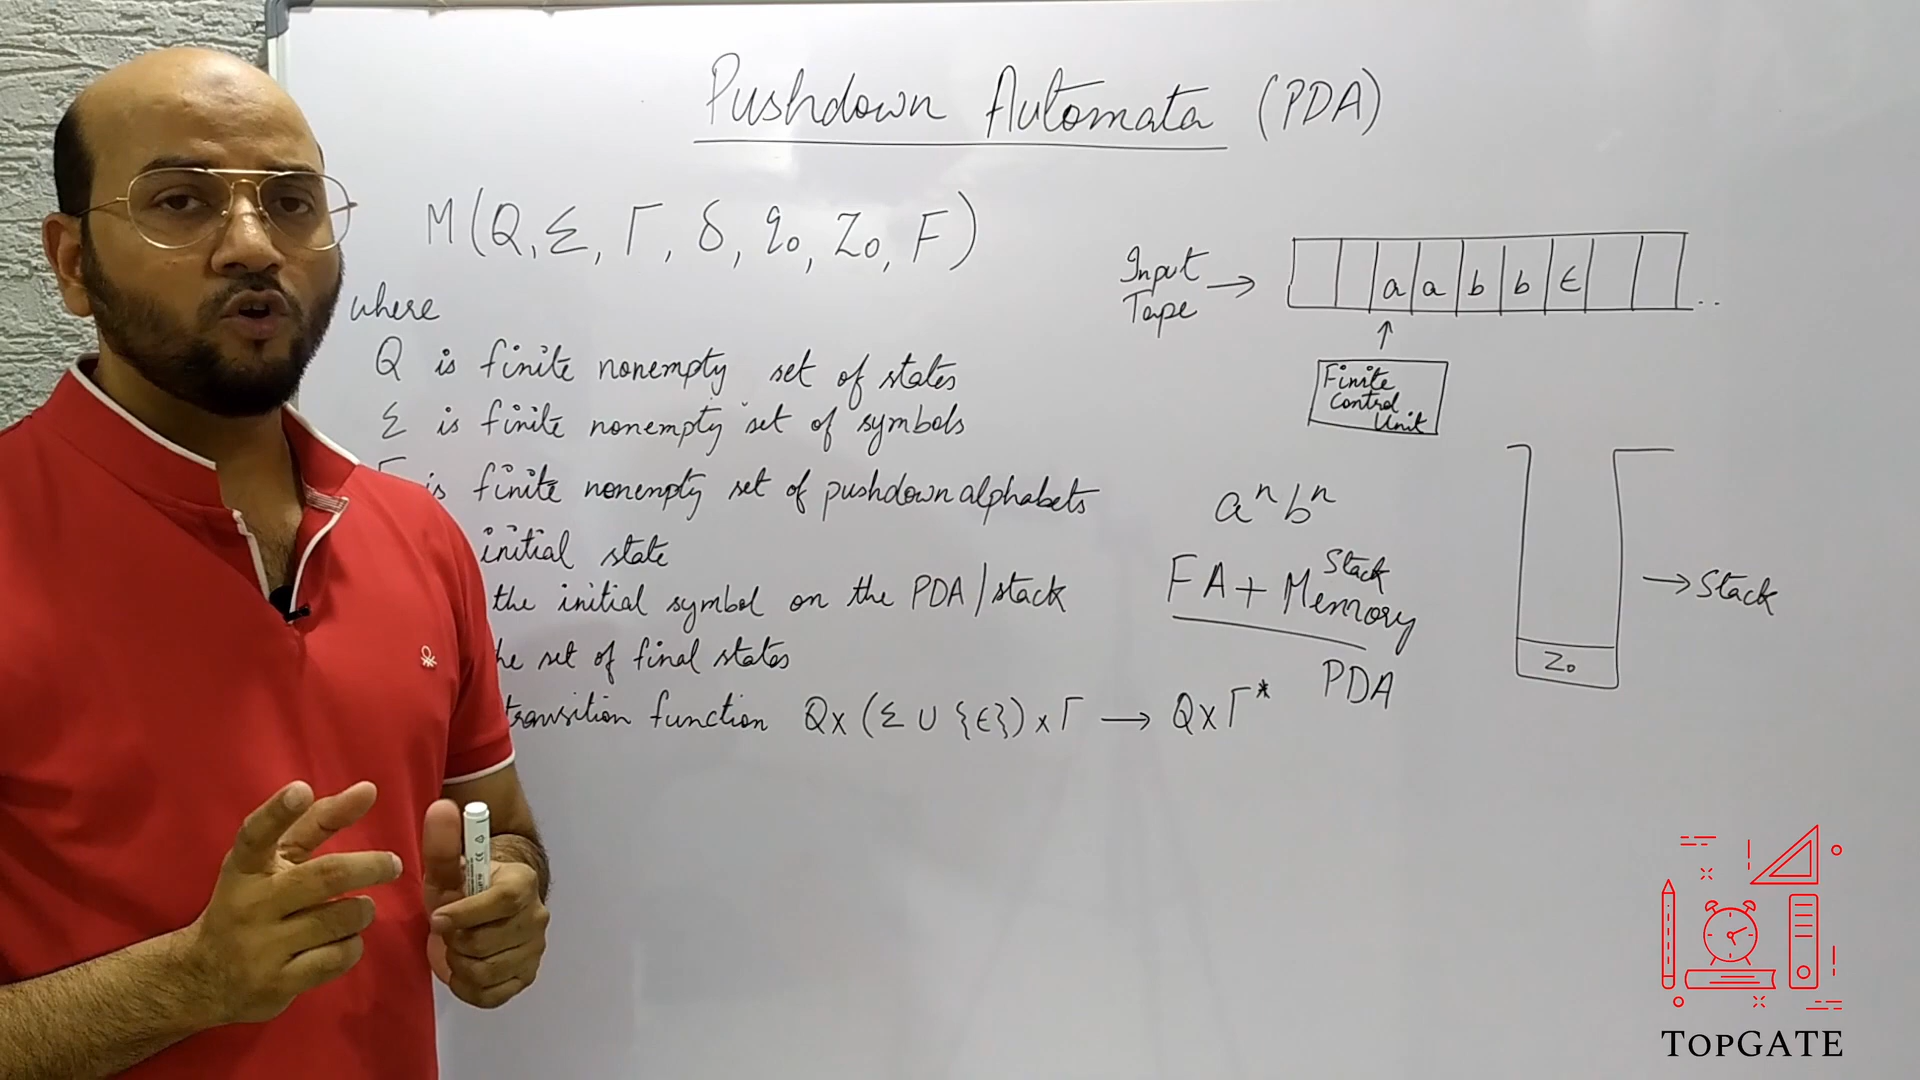 Pushdown Automata (PDA)
M(Q, Σ, Γ, δ, q₀, Z₀, F)
where
Q is finite nonempty set of states
Σ is finite nonempty set of symbols
Γ is finite nonempty set of pushdown alphabets
initial state
the initial symbol on the PDA/stack
the set of final states
transition function Q x (Σ ∪ {ε}) x Γ → Q x Γ*
Input
Tape →
a a b b ε ..
↑
Finite
Control
Unit
aⁿbⁿ
Stack
FA + Memory
PDA
→ Stack
Z₀
TOPGATE